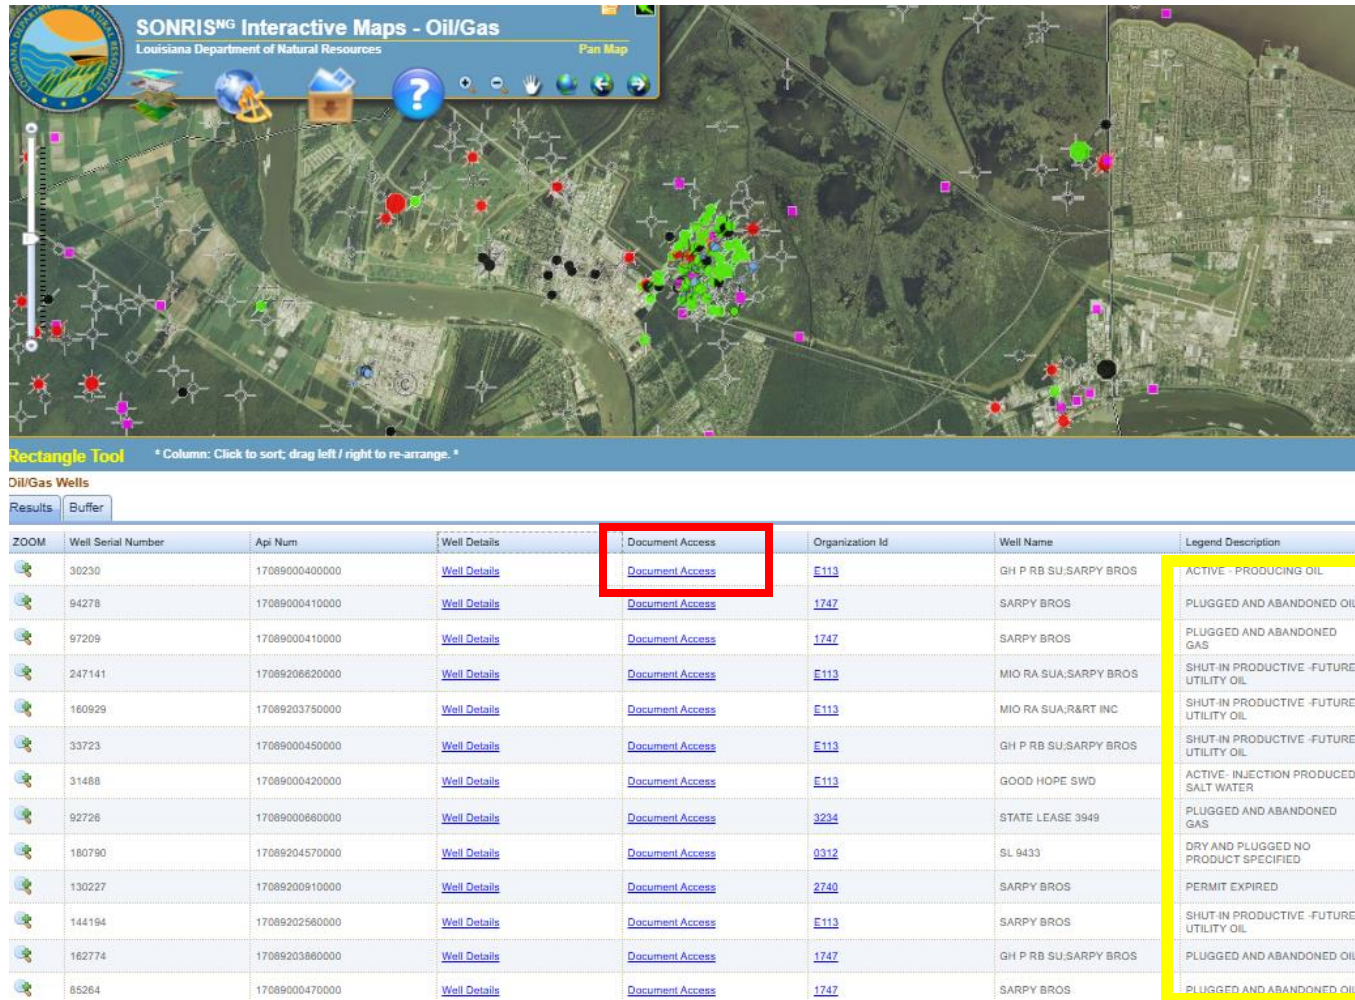 SONRISᴺᴳ Interactive Maps - Oil/Gas
Louisiana Department of Natural Resources
Pan Map
Rectangle Tool * Column: Click to sort; drag left / right to re-arrange. *
Oil/Gas Wells
Results Buffer
ZOOM Well Serial Number Api Num Well Details Document Access Organization Id Well Name Legend Description
30230 17089000400000 Well Details Document Access E113 GH P RB SU;SARPY BROS ACTIVE - PRODUCING OIL
94278 17089000410000 Well Details Document Access 1747 SARPY BROS PLUGGED AND ABANDONED OIL
97209 17089000410000 Well Details Document Access 1747 SARPY BROS PLUGGED AND ABANDONED
GAS
247141 17089206620000 Well Details Document Access E113 MIO RA SUA;SARPY BROS SHUT-IN PRODUCTIVE -FUTURE
UTILITY OIL
160929 17089203750000 Well Details Document Access E113 MIO RA SUA;R&RT INC SHUT-IN PRODUCTIVE -FUTURE
UTILITY OIL
33723 17089000450000 Well Details Document Access E113 GH P RB SU;SARPY BROS SHUT-IN PRODUCTIVE -FUTURE
UTILITY OIL
31488 17089000420000 Well Details Document Access E113 GOOD HOPE SWD ACTIVE- INJECTION PRODUCED
SALT WATER
92726 17089000660000 Well Details Document Access 3234 STATE LEASE 3949 PLUGGED AND ABANDONED
GAS
180790 17089204570000 Well Details Document Access 0312 SL 9433 DRY AND PLUGGED NO
PRODUCT SPECIFIED
130227 17089200910000 Well Details Document Access 2740 SARPY BROS PERMIT EXPIRED
144194 17089202560000 Well Details Document Access E113 SARPY BROS SHUT-IN PRODUCTIVE -FUTURE
UTILITY OIL
162774 17089203860000 Well Details Document Access 1747 GH P RB SU;SARPY BROS PLUGGED AND ABANDONED OIL
85264 17089000470000 Well Details Document Access 1747 SARPY BROS PLUGGED AND ABANDONED OIL